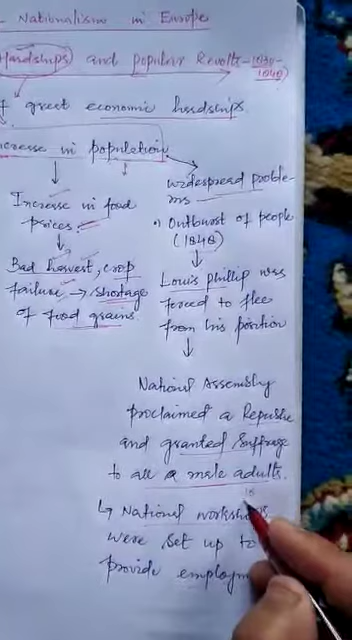 Nationalism in Europe
Hardships and popular Revolts - 1830-
1848
of great economic hardships
increase in population
Increase in food
prices.
Bad harvest, crop
failure → shortage
of food grains.
widespread proble
ms
Outburst of people
(1848)
Louis phillip was
forced to flee
from his position
National Assembly
proclaimed a Republic
and granted Suffrage
to all a male adults.
18
↳ National workshops
were set up to
provide employm